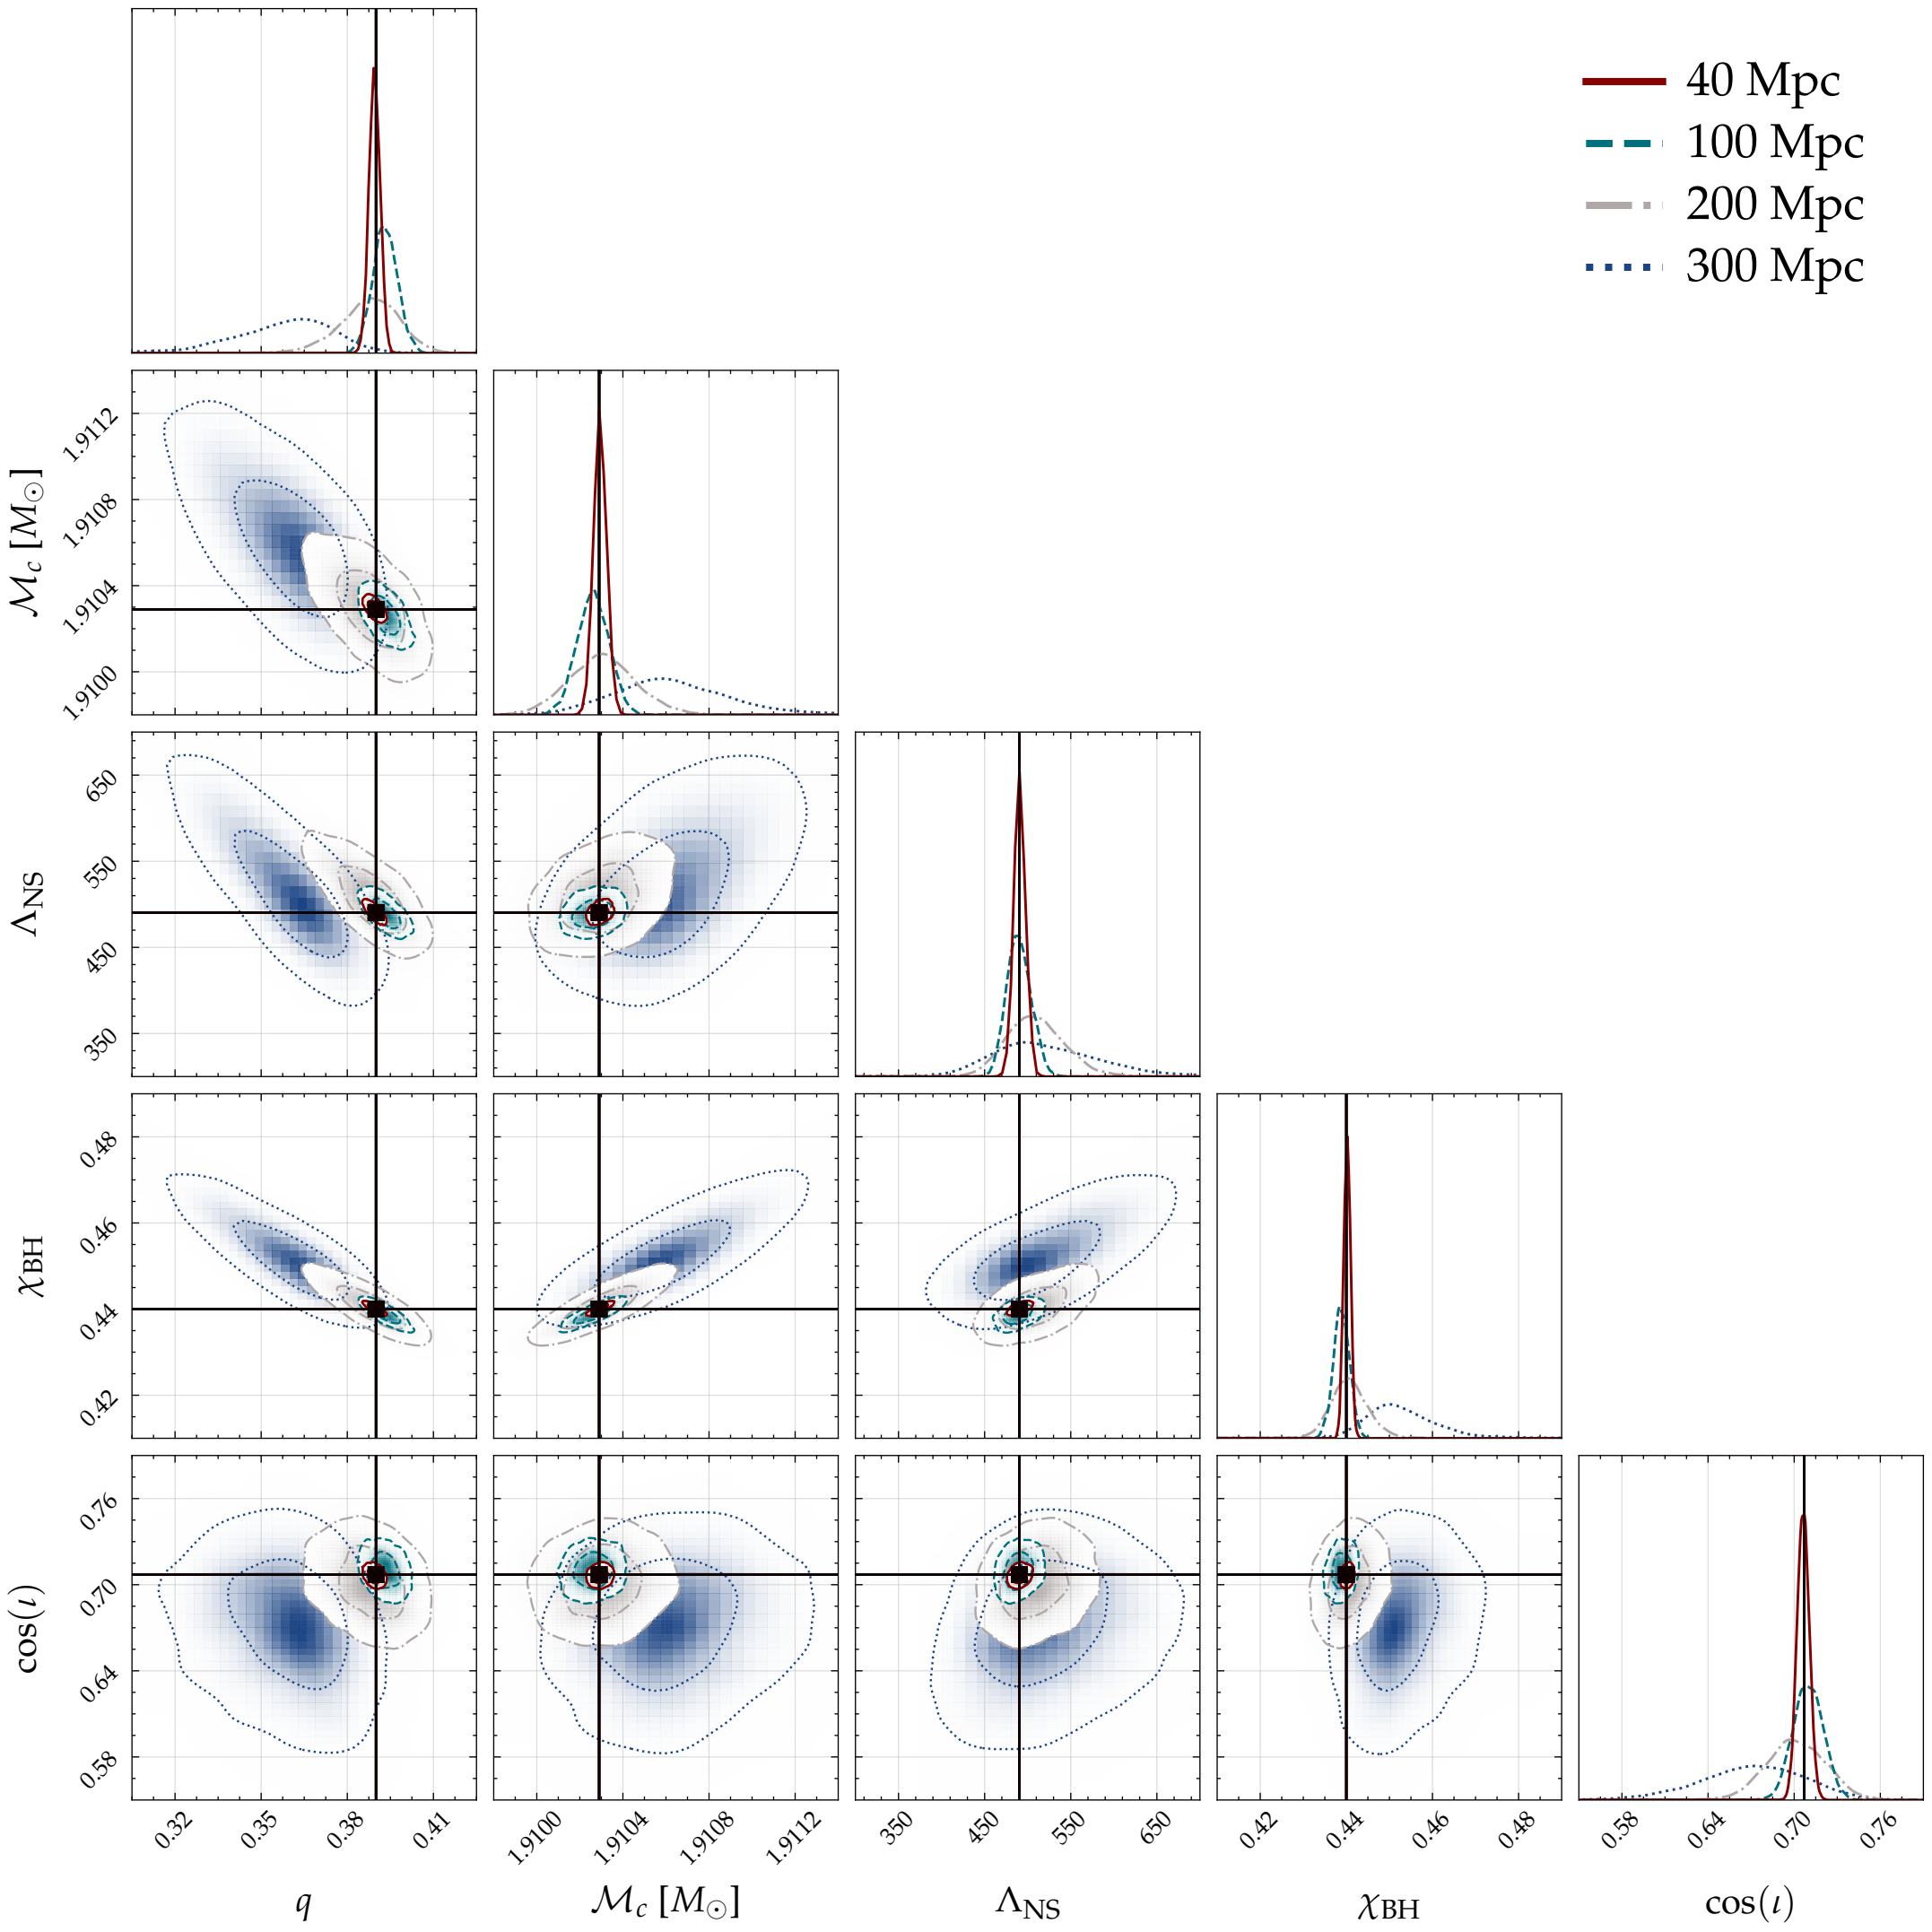 40 Mpc
100 Mpc
200 Mpc
300 Mpc
ℳc [M⊙]
1.9112
1.9108
1.9104
1.9100
ΛNS
650
550
450
350
χBH
0.48
0.46
0.44
0.42
cos(ι)
0.76
0.70
0.64
0.58
0.32 0.35 0.38 0.41
1.9100 1.9104 1.9108 1.9112
350 450 550 650
0.42 0.44 0.46 0.48
0.58 0.64 0.70 0.76
q ℳc [M⊙] ΛNS χBH cos(ι)